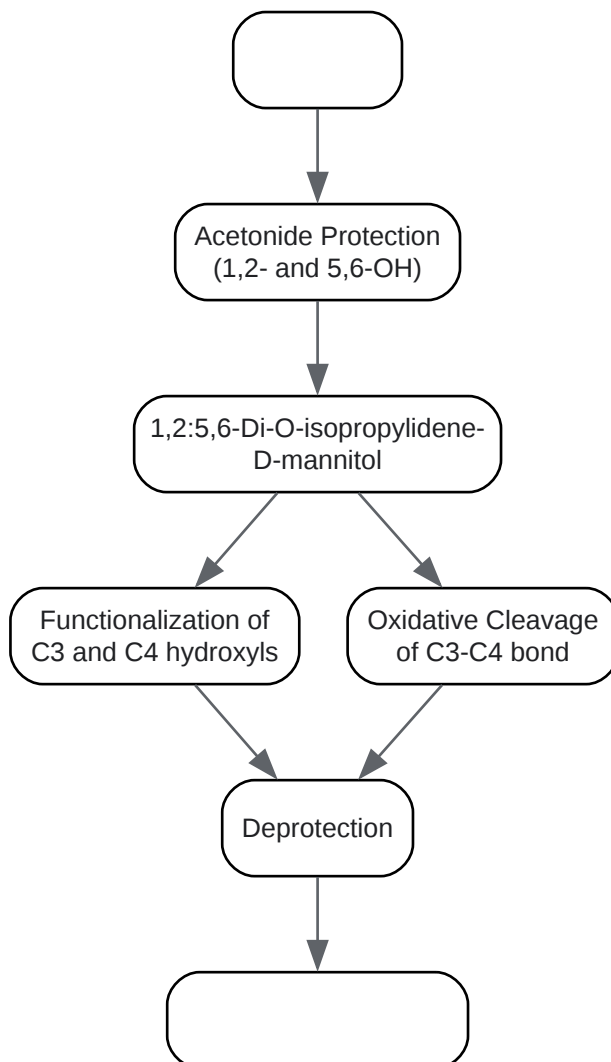 Acetonide Protection
(1,2- and 5,6-OH)
1,2:5,6-Di-O-isopropylidene-
D-mannitol
Functionalization of
C3 and C4 hydroxyls
Oxidative Cleavage
of C3-C4 bond
Deprotection